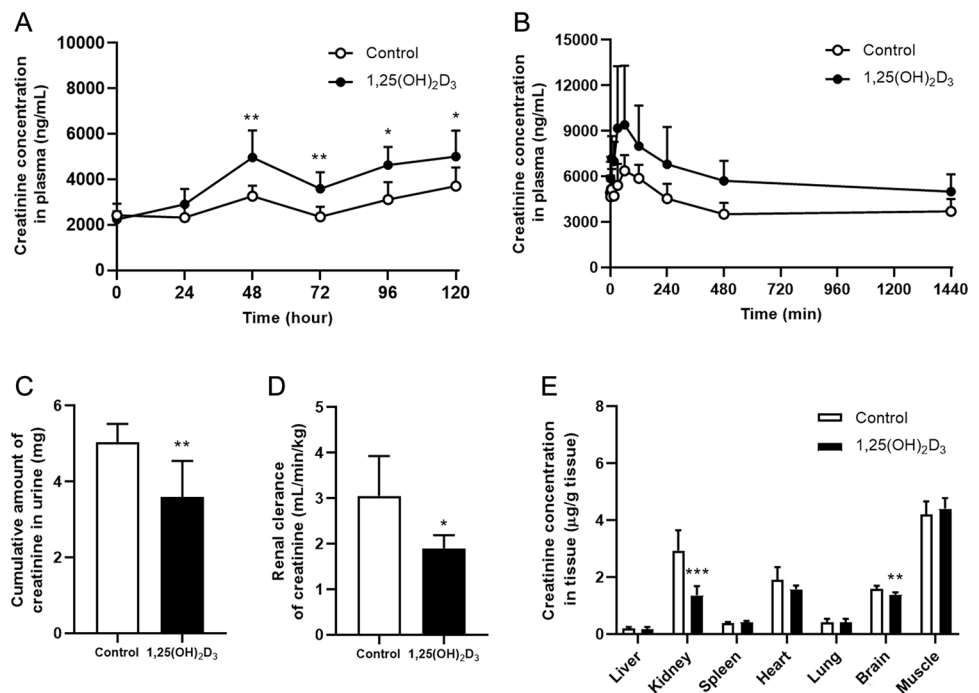 A
Creatinine concentration
in plasma (ng/mL)
10000
8000
6000
4000
2000
0
Control
1,25(OH)₂D₃
**
**
*
*
0 24 48 72 96 120
Time (hour)
B
Creatinine concentration
in plasma (ng/mL)
15000
12000
9000
6000
3000
0
Control
1,25(OH)₂D₃
0 240 480 720 960 1200 1440
Time (min)
C
Cumulative amount of
creatinine in urine (mg)
6
4
2
0
**
Control 1,25(OH)₂D₃
D
Renal clerance
of creatinine (mL/min/kg)
5
4
3
2
1
0
*
Control 1,25(OH)₂D₃
E
Creatinine concentration
in tissue (μg/g tissue)
8
6
4
2
0
Control
1,25(OH)₂D₃
***
**
Liver Kidney Spleen Heart Lung Brain Muscle